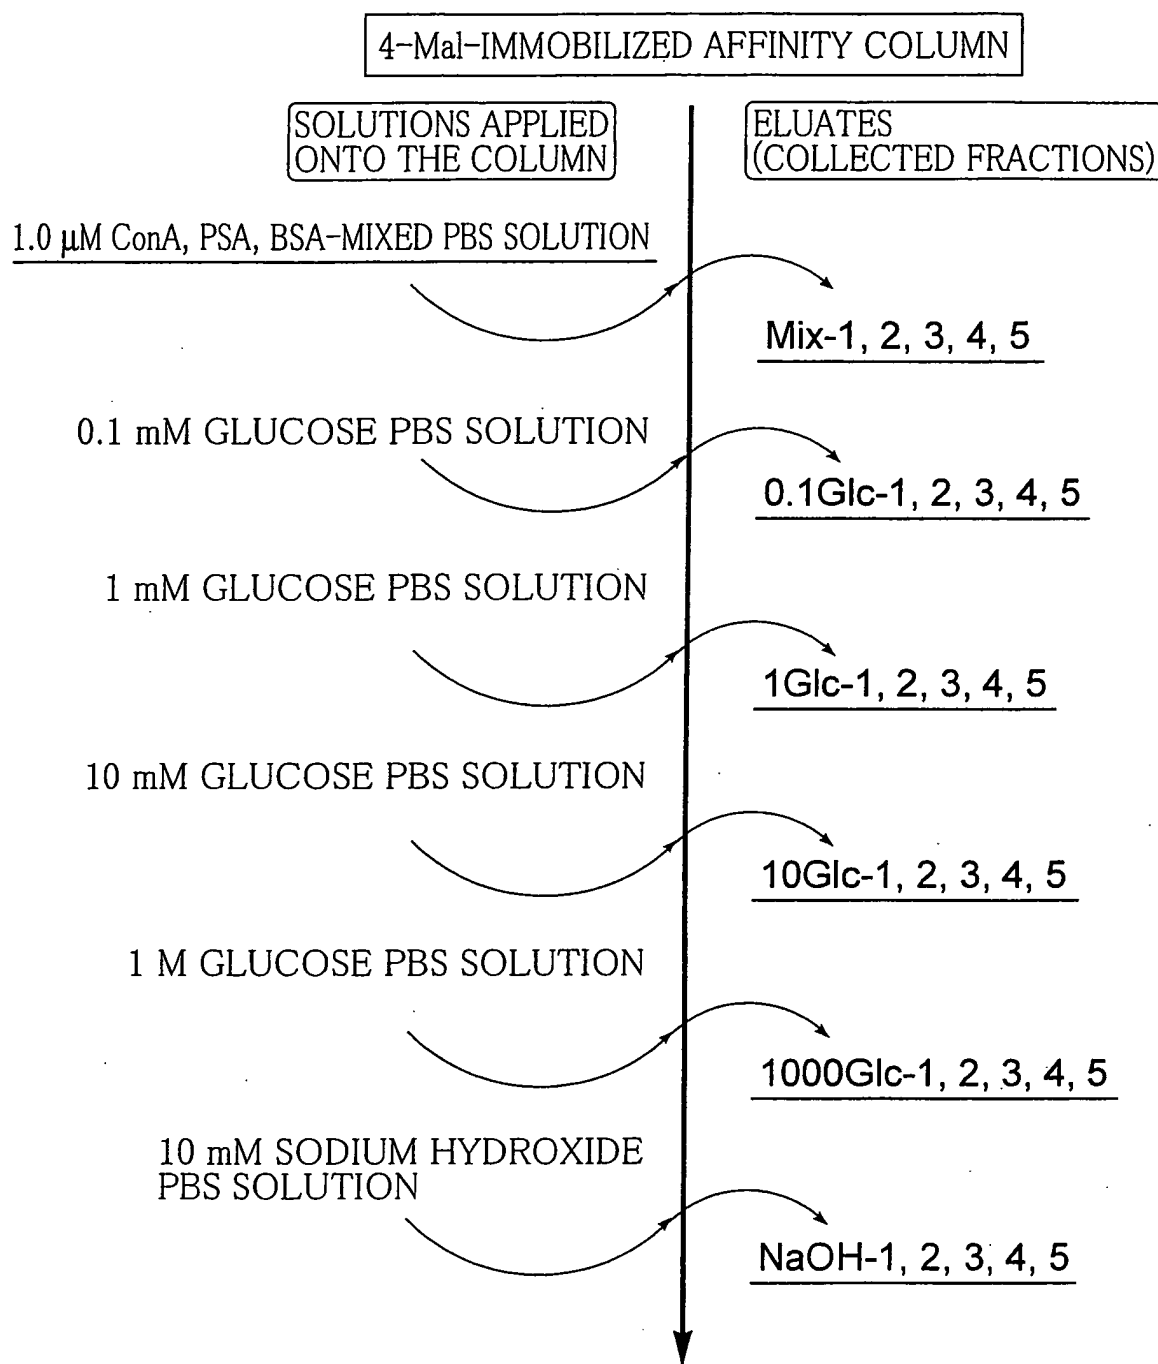 4-Mal-IMMOBILIZED AFFINITY COLUMN
SOLUTIONS APPLIED
ONTO THE COLUMN
ELUATES
(COLLECTED FRACTIONS)
1.0 µM ConA, PSA, BSA-MIXED PBS SOLUTION
Mix-1, 2, 3, 4, 5
0.1 mM GLUCOSE PBS SOLUTION
0.1Glc-1, 2, 3, 4, 5
1 mM GLUCOSE PBS SOLUTION
1Glc-1, 2, 3, 4, 5
10 mM GLUCOSE PBS SOLUTION
10Glc-1, 2, 3, 4, 5
1 M GLUCOSE PBS SOLUTION
1000Glc-1, 2, 3, 4, 5
10 mM SODIUM HYDROXIDE
PBS SOLUTION
NaOH-1, 2, 3, 4, 5